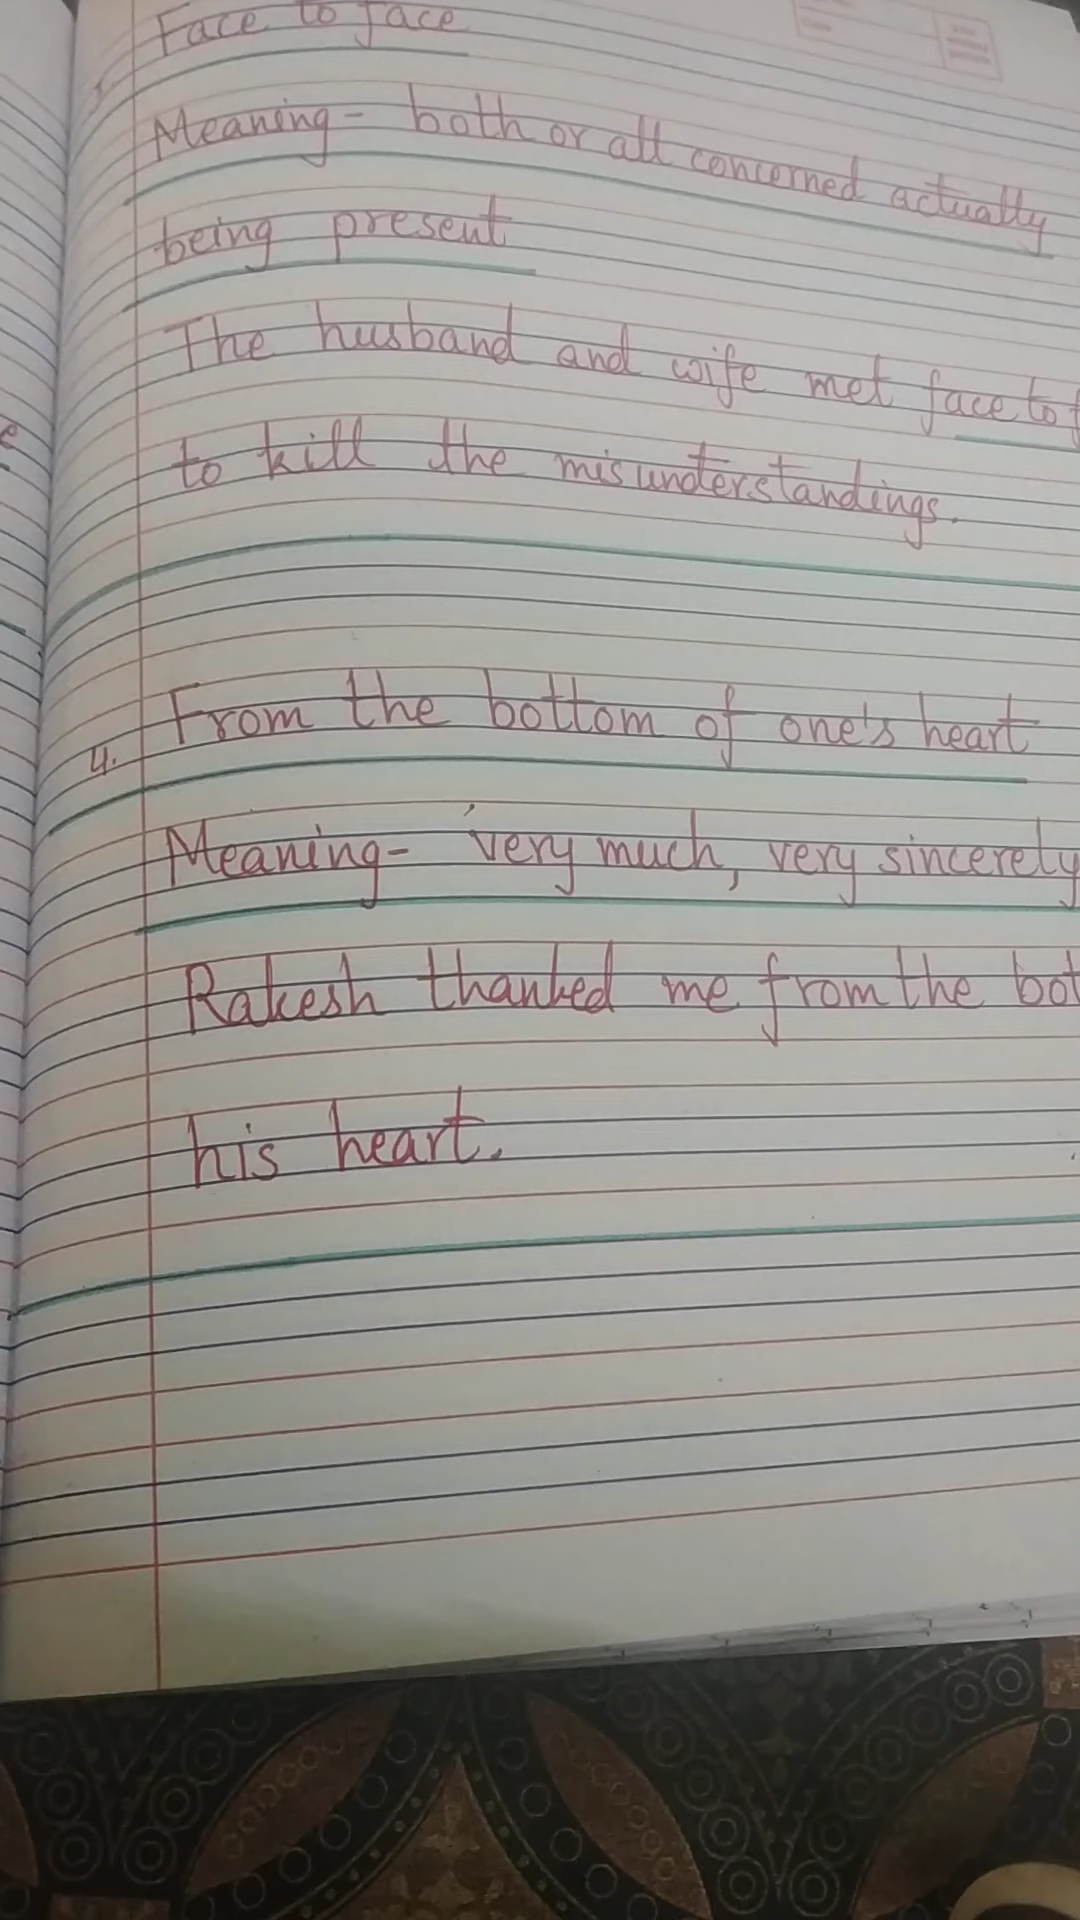 Face to face
Meaning- both or all concerned actually
being present
The husband and wife met face to f
to kill the misunderstandings.
4. From the bottom of one's heart
Meaning- very much, very sincerely
Rakesh thanked me from the bot
his heart.